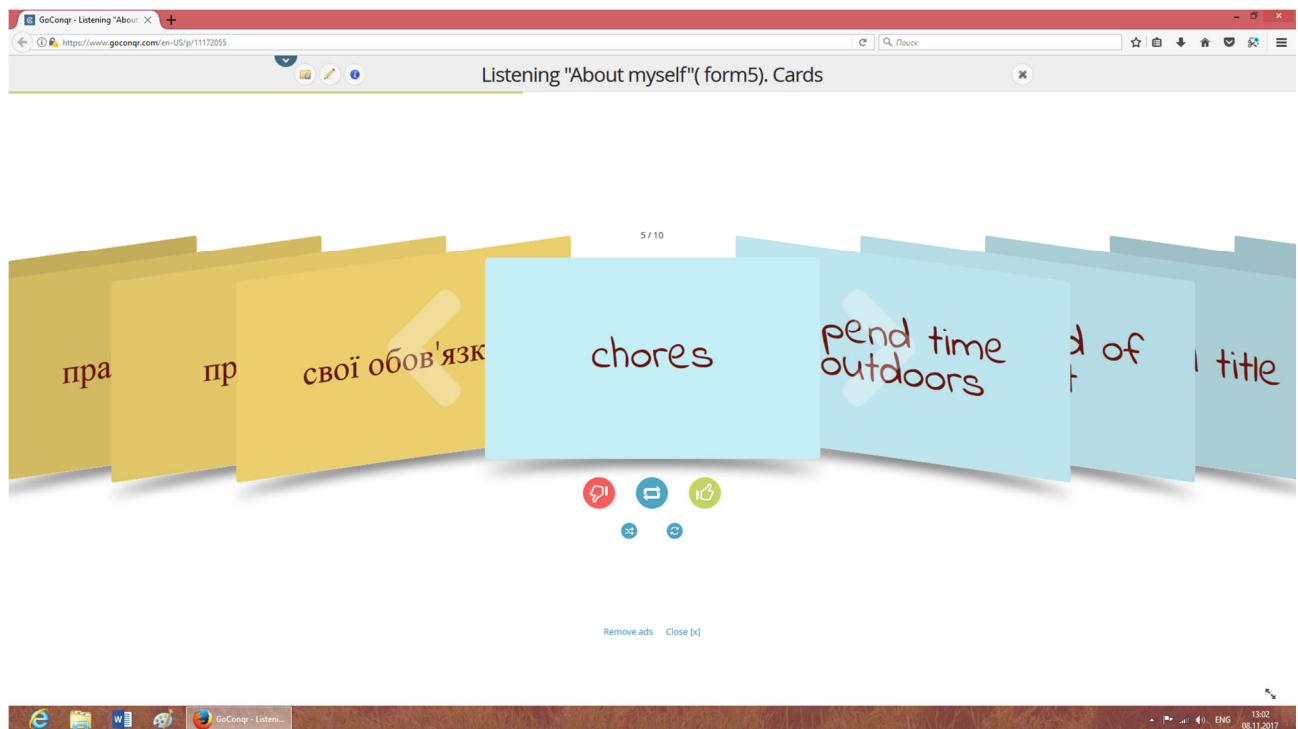 GoConqr - Listening "About
https://www.goconqr.com/en-US/p/11172055
Поиск
Listening "About myself"( form5). Cards
5 / 10
пра
пр
свої обов'язк
chores
pend time
outdoors
d of
title
Remove ads Close [x]
GoConqr - Listeni...
ENG
13:02
08.11.2017